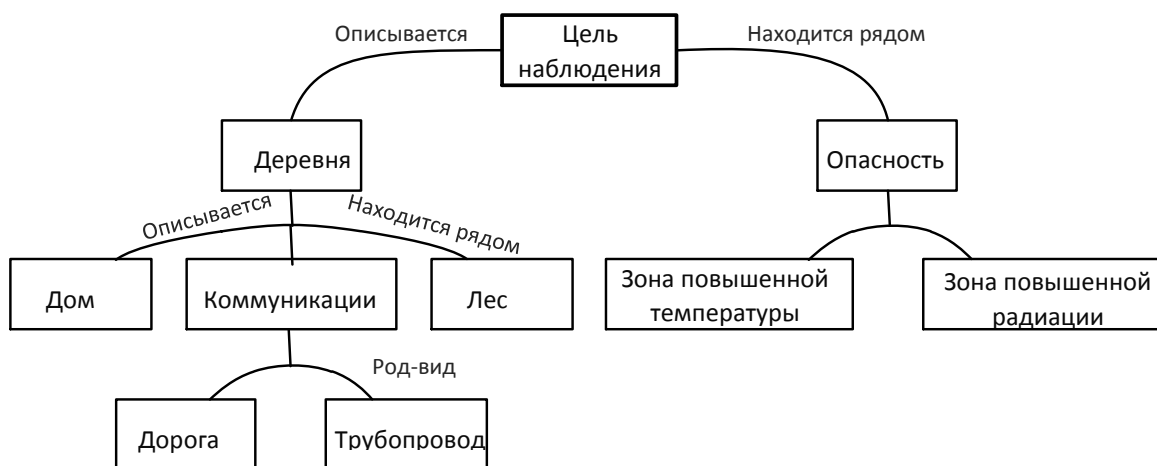 Описывается
Цель
наблюдения
Находится рядом
Деревня
Опасность
Описывается
Находится рядом
Дом
Коммуникации
Лес
Зона повышенной
температуры
Зона повышенной
радиации
Род-вид
Дорога
Трубопровод